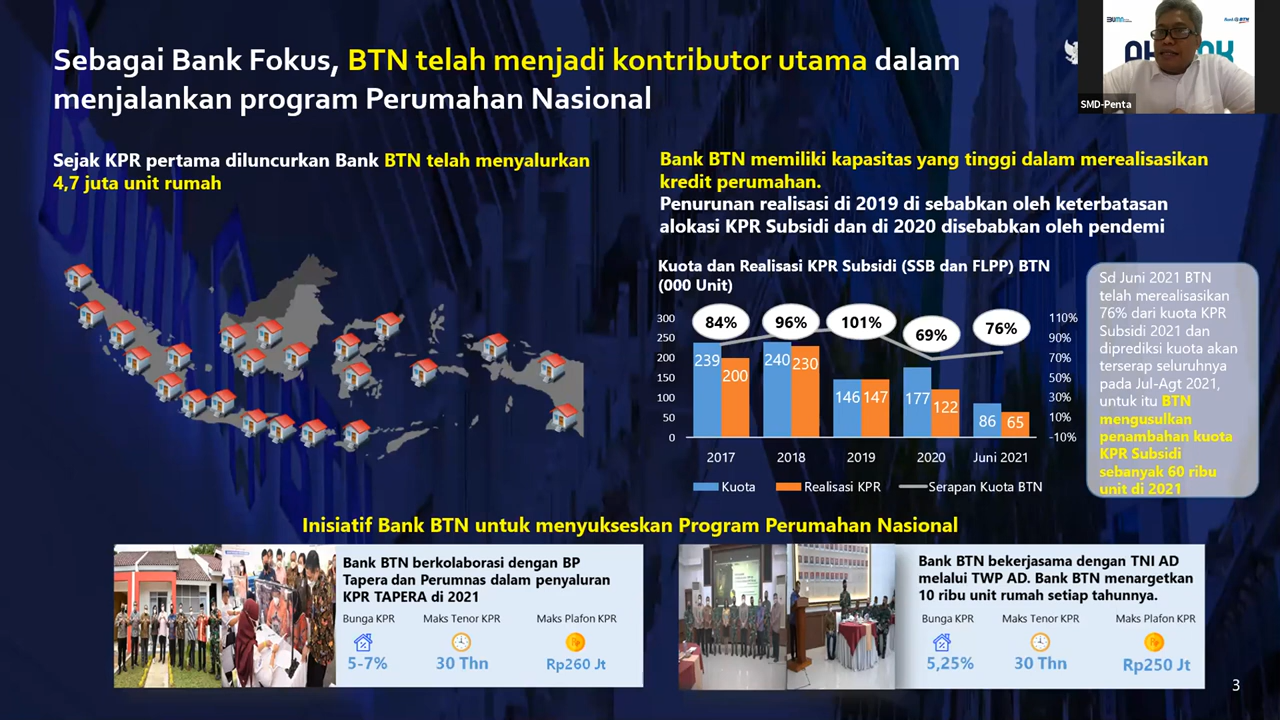 Sebagai Bank Fokus, BTN telah menjadi kontributor utama dalam
menjalankan program Perumahan Nasional
BUMN
Bank BTN
SMD-Penta
Sejak KPR pertama diluncurkan Bank BTN telah menyalurkan
4,7 juta unit rumah
Bank BTN memiliki kapasitas yang tinggi dalam merealisasikan
kredit perumahan.
Penurunan realisasi di 2019 di sebabkan oleh keterbatasan
alokasi KPR Subsidi dan di 2020 disebabkan oleh pendemi
Kuota dan Realisasi KPR Subsidi (SSB dan FLPP) BTN
(000 Unit)
300
250
200
150
100
50
0
84%
96%
101%
69%
76%
239
200
240
230
146
147
177
122
86
65
110%
90%
70%
50%
30%
10%
-10%
2017
2018
2019
2020
Juni 2021
Kuota
Realisasi KPR
Serapan Kuota BTN
Sd Juni 2021 BTN
telah merealisasikan
76% dari kuota KPR
Subsidi 2021 dan
diprediksi kuota akan
terserap seluruhnya
pada Jul-Agt 2021,
untuk itu BTN
mengusulkan
penambahan kuota
KPR Subsidi
sebanyak 60 ribu
unit di 2021
Inisiatif Bank BTN untuk menyukseskan Program Perumahan Nasional
Bank BTN berkolaborasi dengan BP
Tapera dan Perumnas dalam penyaluran
KPR TAPERA di 2021
Bunga KPR
Maks Tenor KPR
Maks Plafon KPR
5-7%
30 Thn
Rp260 Jt
Bank BTN bekerjasama dengan TNI AD
melalui TWP AD. Bank BTN menargetkan
10 ribu unit rumah setiap tahunnya.
Bunga KPR
Maks Tenor KPR
Maks Plafon KPR
5,25%
30 Thn
Rp250 Jt
3